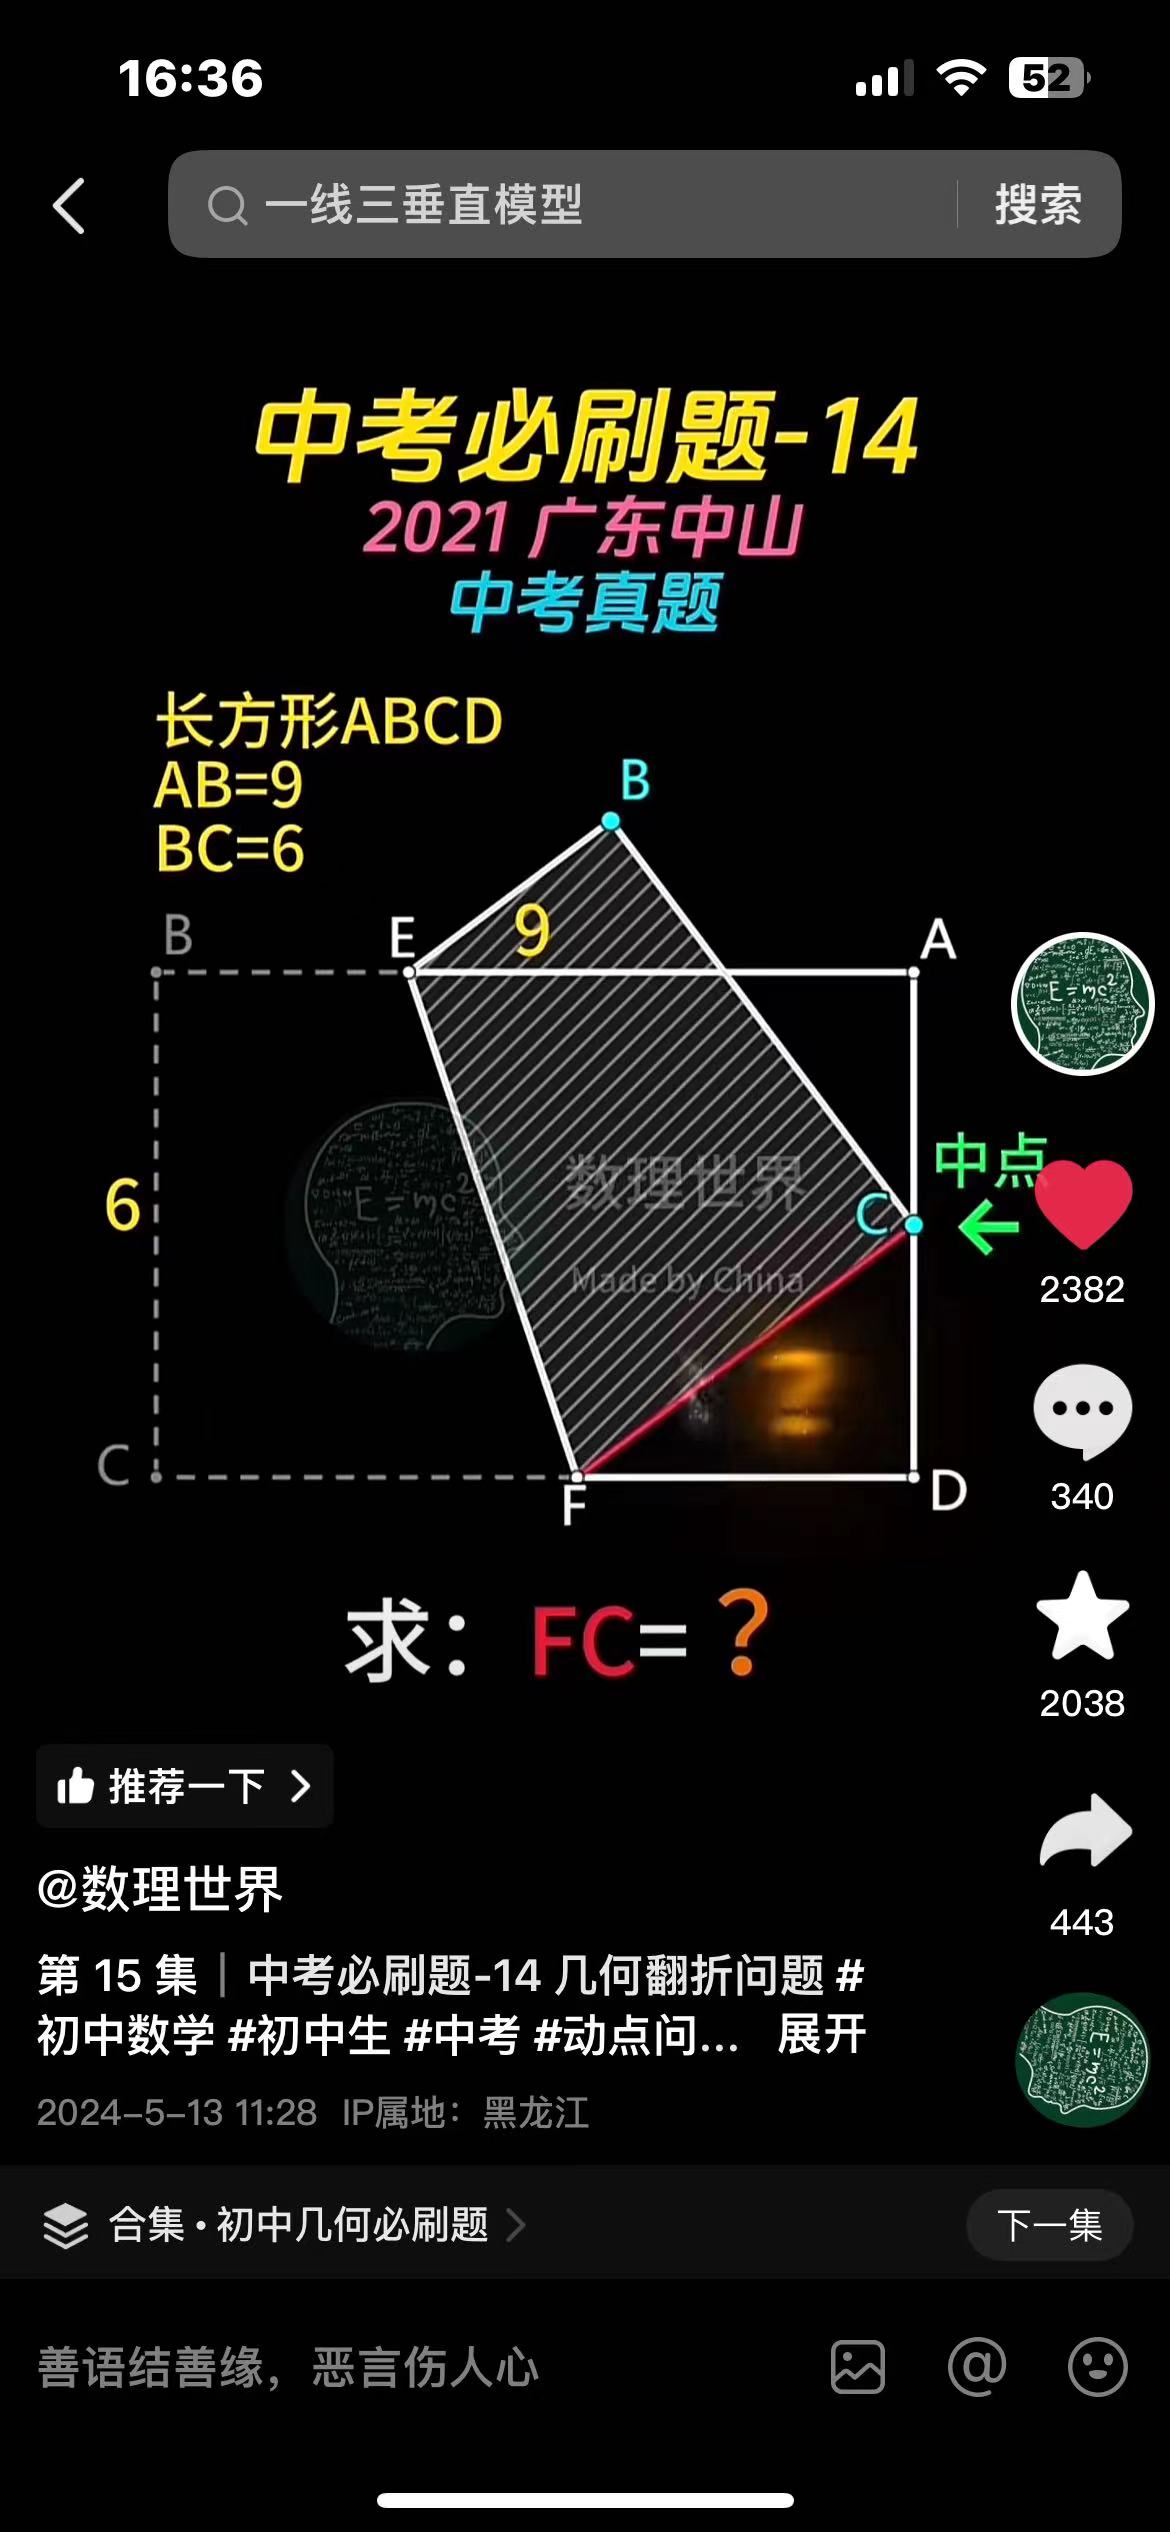 16:36
52
一线三垂直模型
搜索
中考必刷题-14
2021 广东中山
中考真题
长方形ABCD
AB=9
BC=6
B
B
E
9
A
E=mc²
中点
6
E=mc²
数理世界
C
Made by China
2382
?
C
F
D
340
求：FC=？
2038
推荐一下
@数理世界
443
第 15 集｜中考必刷题-14 几何翻折问题 #
初中数学 #初中生 #中考 #动点问... 展开
E=mc²
2024-5-13 11:28 IP属地：黑龙江
合集·初中几何必刷题
下一集
善语结善缘，恶言伤人心
@